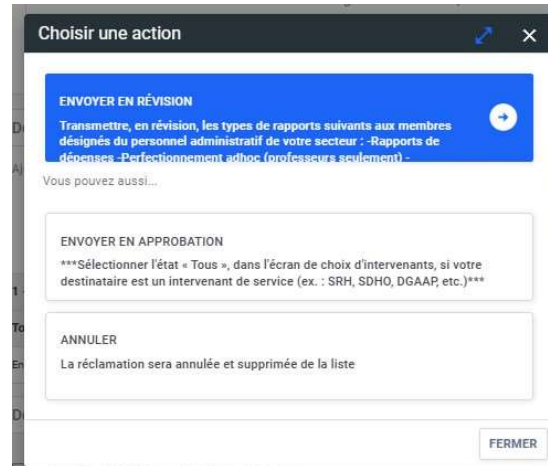 Choisir une action
ENVOYER EN RÉVISION
Transmettre, en révision, les types de rapports suivants aux membres
désignés du personnel administratif de votre secteur : -Rapports de
dépenses -Perfectionnement adhoc (professeurs seulement) -
Vous pouvez aussi...
ENVOYER EN APPROBATION
***Sélectionner l'état « Tous », dans l'écran de choix d'intervenants, si votre
destinataire est un intervenant de service (ex. : SRH, SDHO, DGAAP, etc.)***
ANNULER
La réclamation sera annulée et supprimée de la liste
FERMER